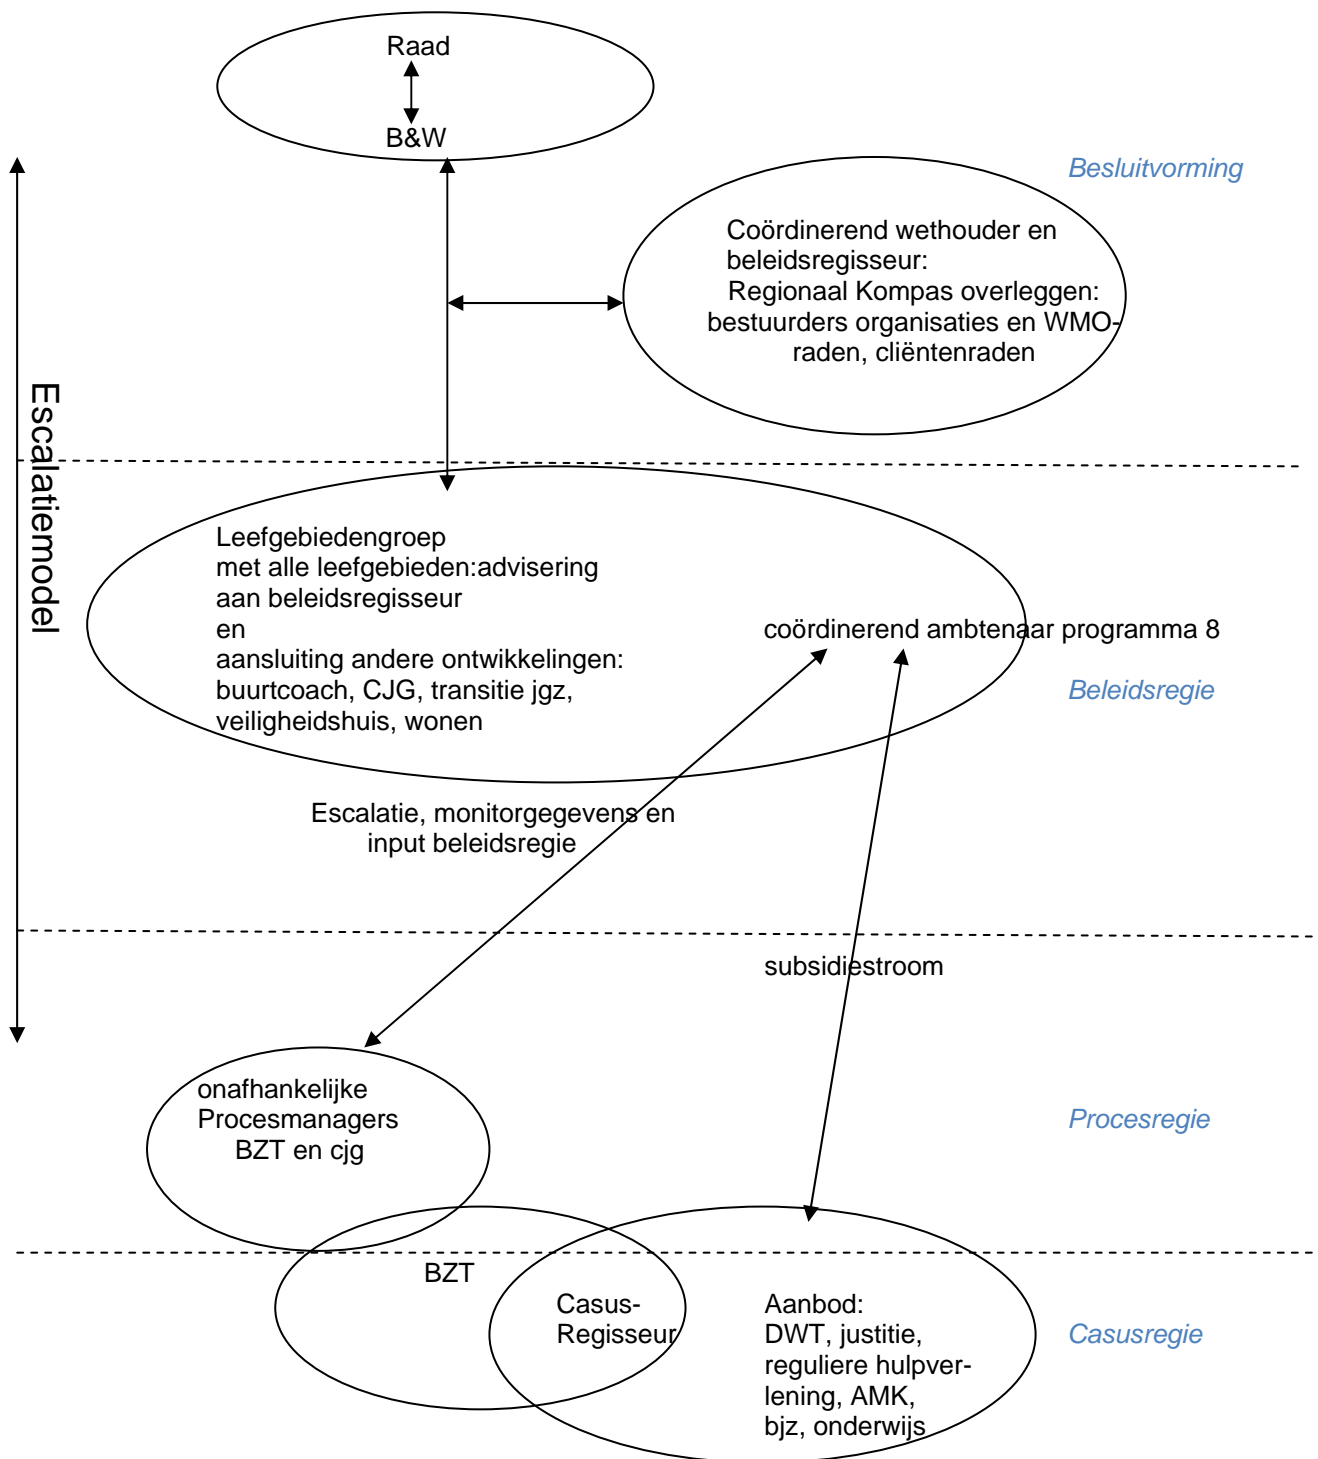 Raad
B&W
Besluitvorming
Coördinerend wethouder en
beleidsregisseur:
Regionaal Kompas overleggen:
bestuurders organisaties en WMO-
raden, cliëntenraden
Escalatiemodel
Leefgebiedengroep
met alle leefgebieden:advisering
aan beleidsregisseur
en
aansluiting andere ontwikkelingen:
buurtcoach, CJG, transitie jgz,
veiligheidshuis, wonen
coördinerend ambtenaar programma 8
Beleidsregie
Escalatie, monitorgegevens en
input beleidsregie
subsidiestroom
onafhankelijke
Procesmanagers
BZT en cjg
Procesregie
BZT
Casus-
Regisseur
Aanbod:
DWT, justitie,
reguliere hulpver-
lening, AMK,
bjz, onderwijs
Casusregie